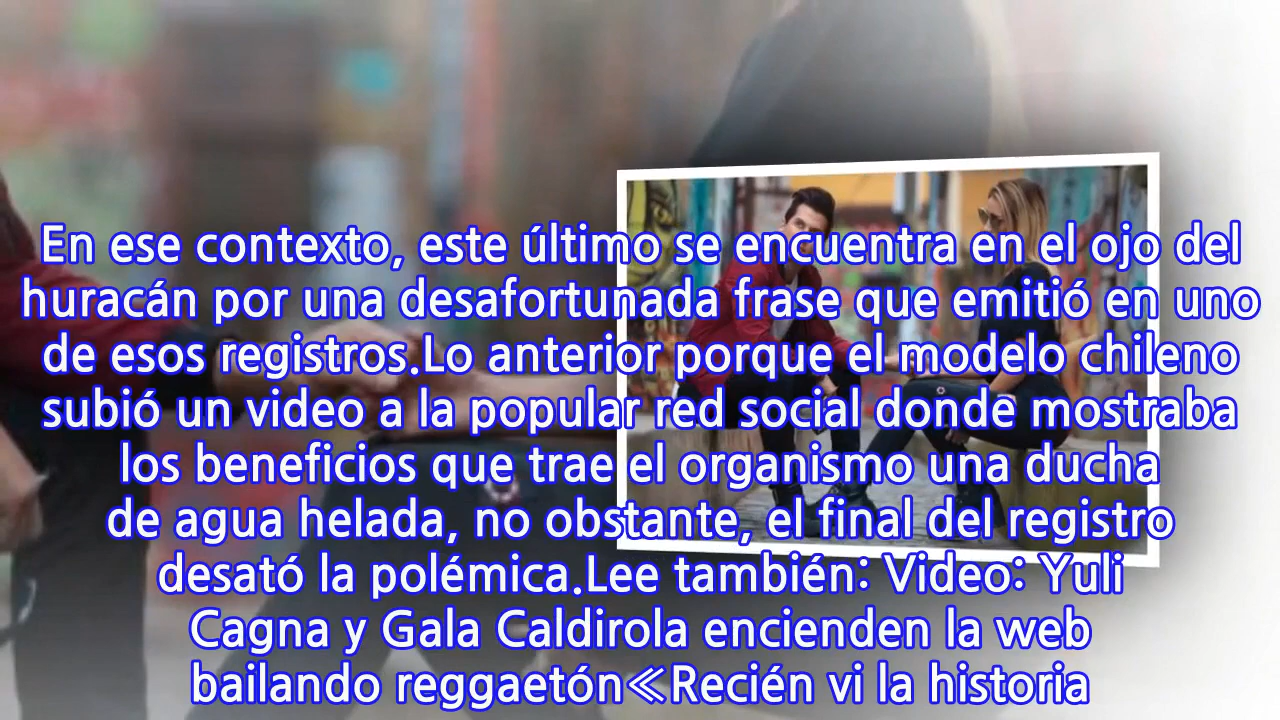 En ese contexto, este último se encuentra en el ojo del
huracán por una desafortunada frase que emitió en uno
de esos registros.Lo anterior porque el modelo chileno
subió un video a la popular red social donde mostraba
los beneficios que trae el organismo una ducha
de agua helada, no obstante, el final del registro
desató la polémica.Lee también: Video: Yuli
Cagna y Gala Caldirola encienden la web
bailando reggaetón≪Recién vi la historia